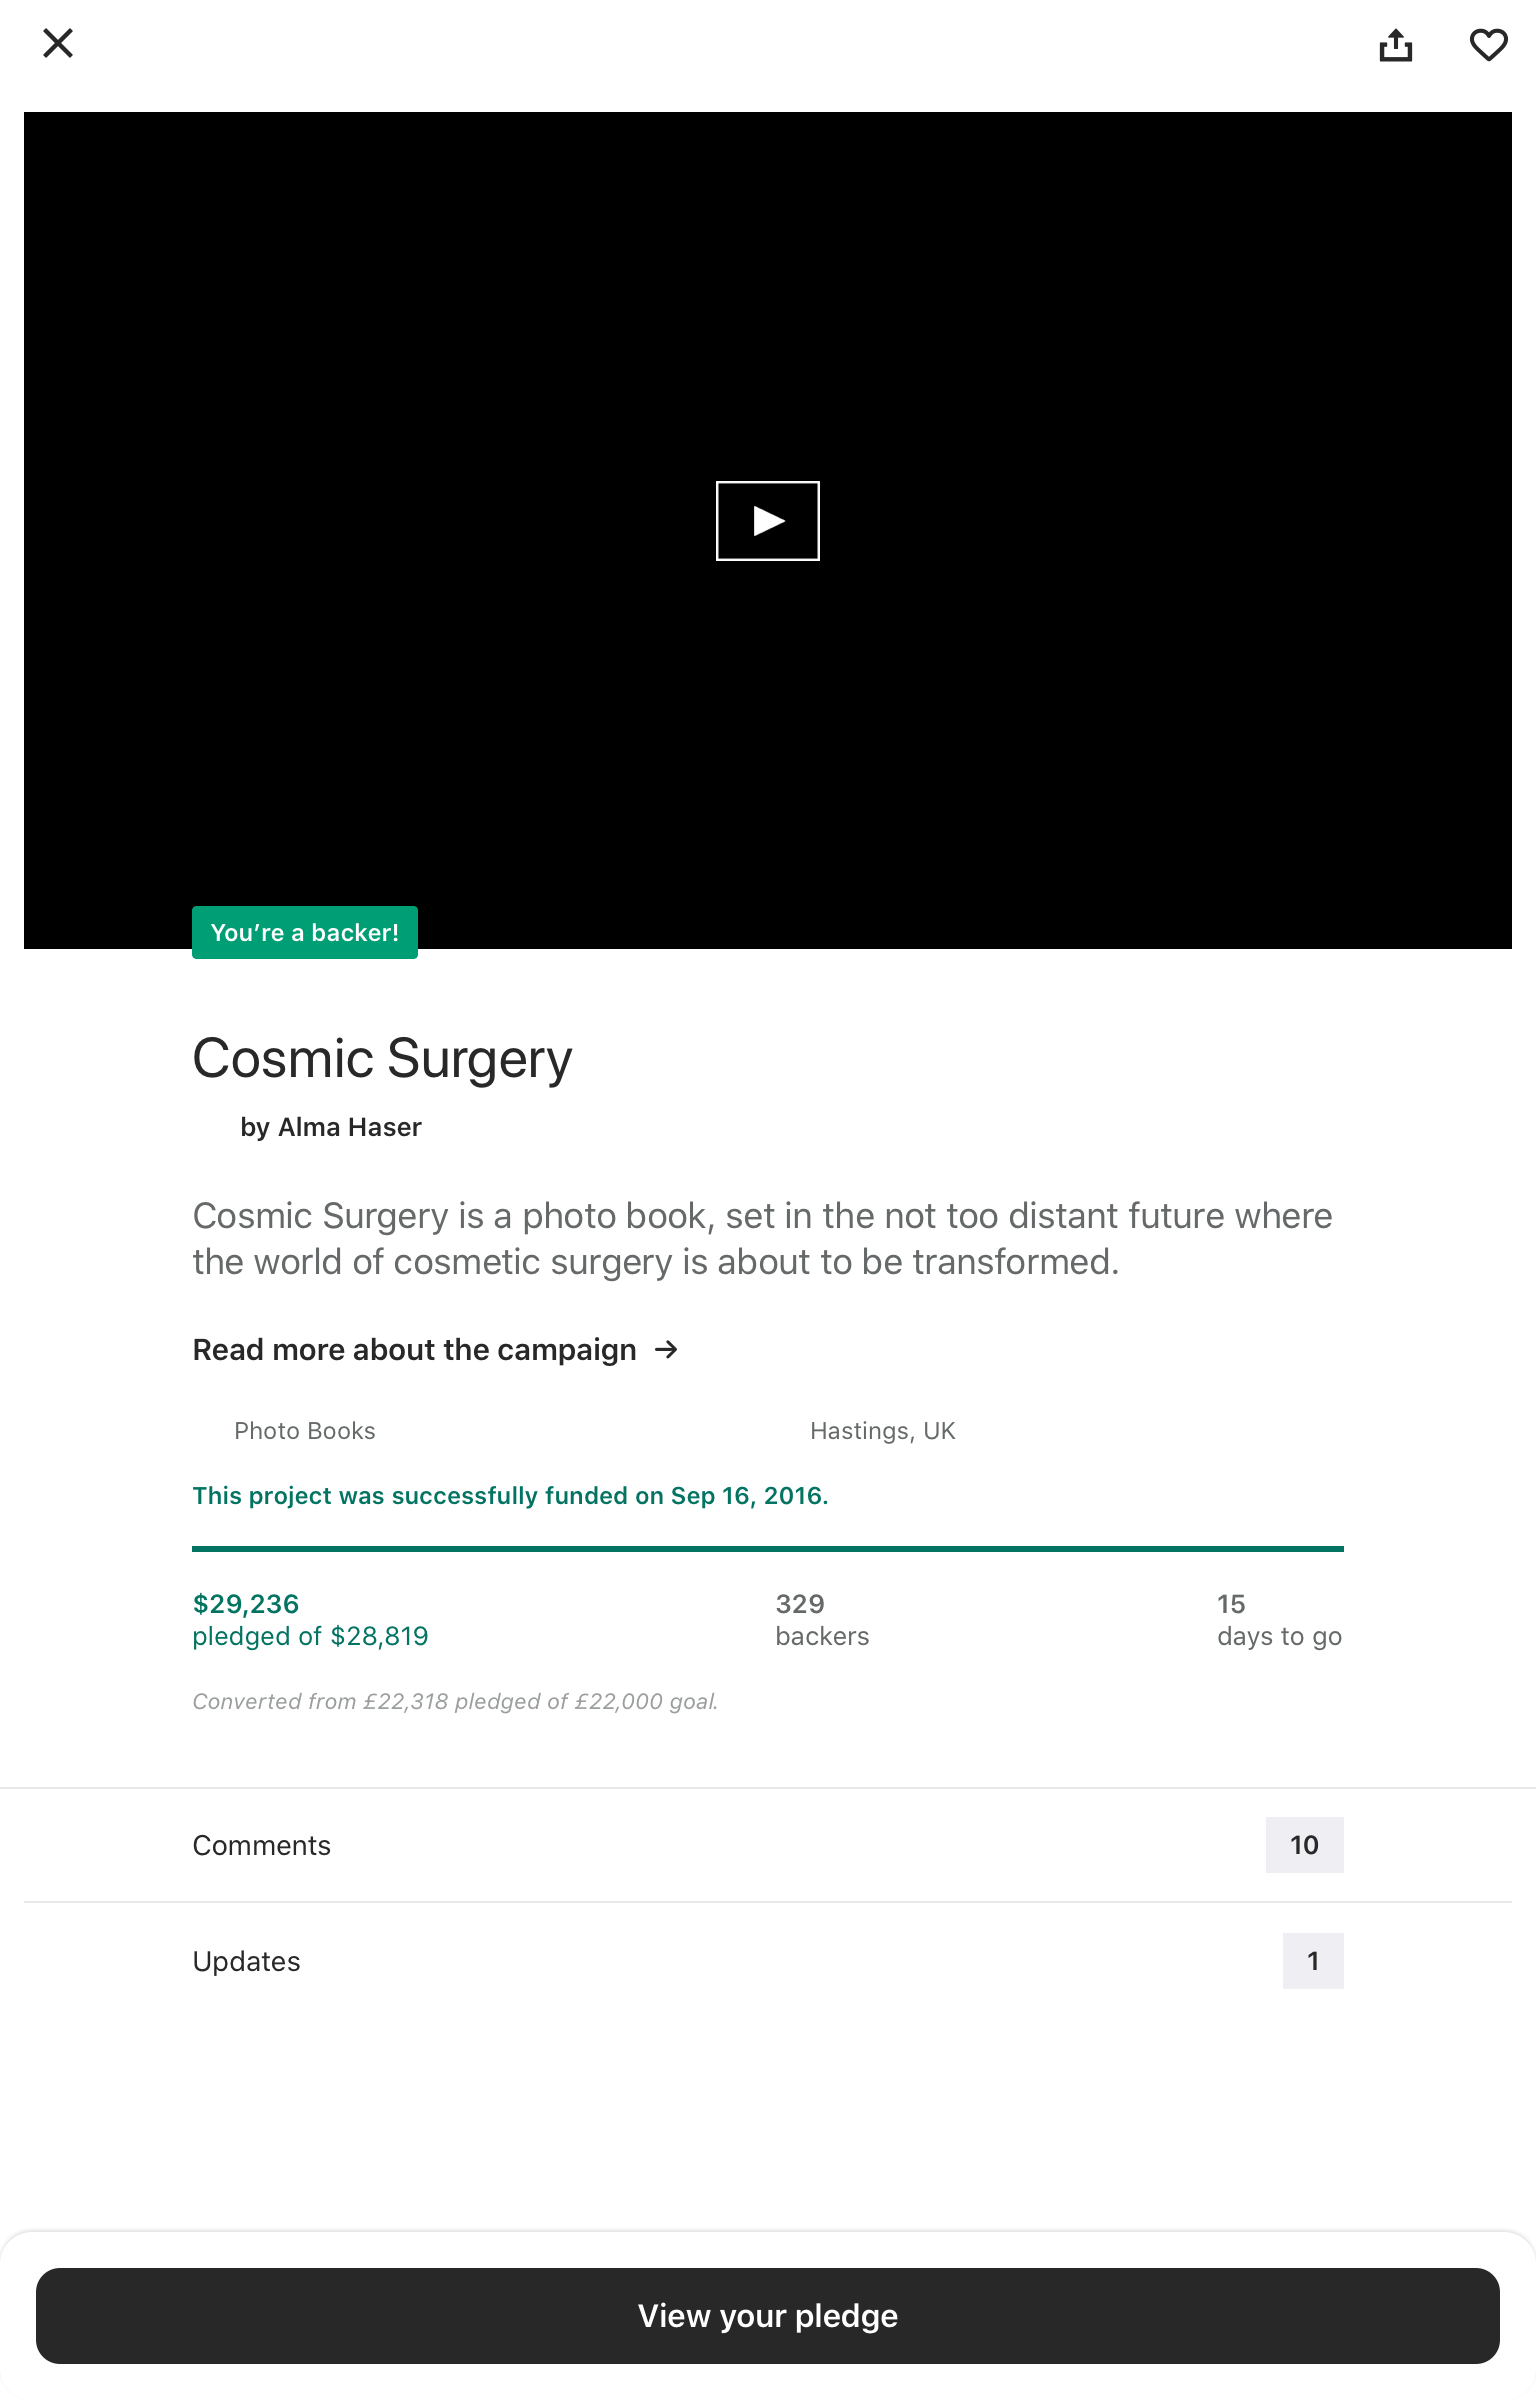 You’re a backer!
Cosmic Surgery
by Alma Haser
Cosmic Surgery is a photo book, set in the not too distant future where
the world of cosmetic surgery is about to be transformed.
Read more about the campaign →
Photo Books
Hastings, UK
This project was successfully funded on Sep 16, 2016.
$29,236
pledged of $28,819
329
backers
15
days to go
Converted from £22,318 pledged of £22,000 goal.
Comments
10
Updates
1
View your pledge